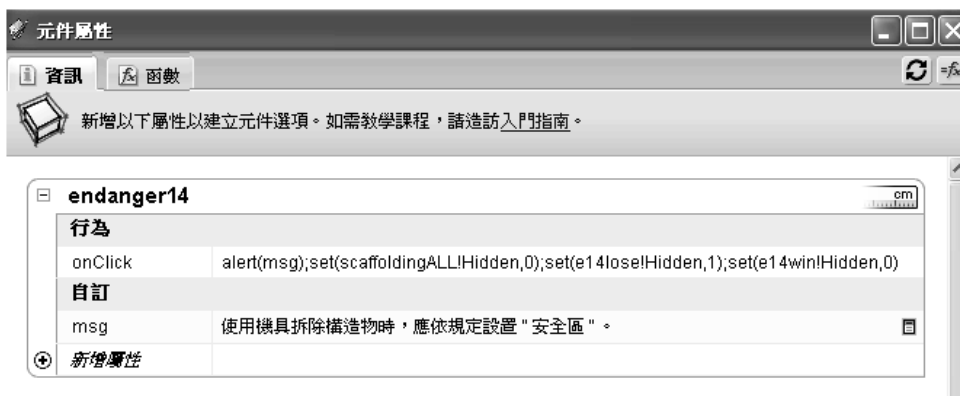 元件屬性
資訊
函數
新增以下屬性以建立元件選項。如需教學課程，請造訪入門指南。
endanger14
cm
行為
onClick alert(msg);set(scaffoldingALL!Hidden,0);set(e14lose!Hidden,1);set(e14win!Hidden,0)
自訂
msg 使用機具拆除構造物時，應依規定設置"安全區"。
新增屬性